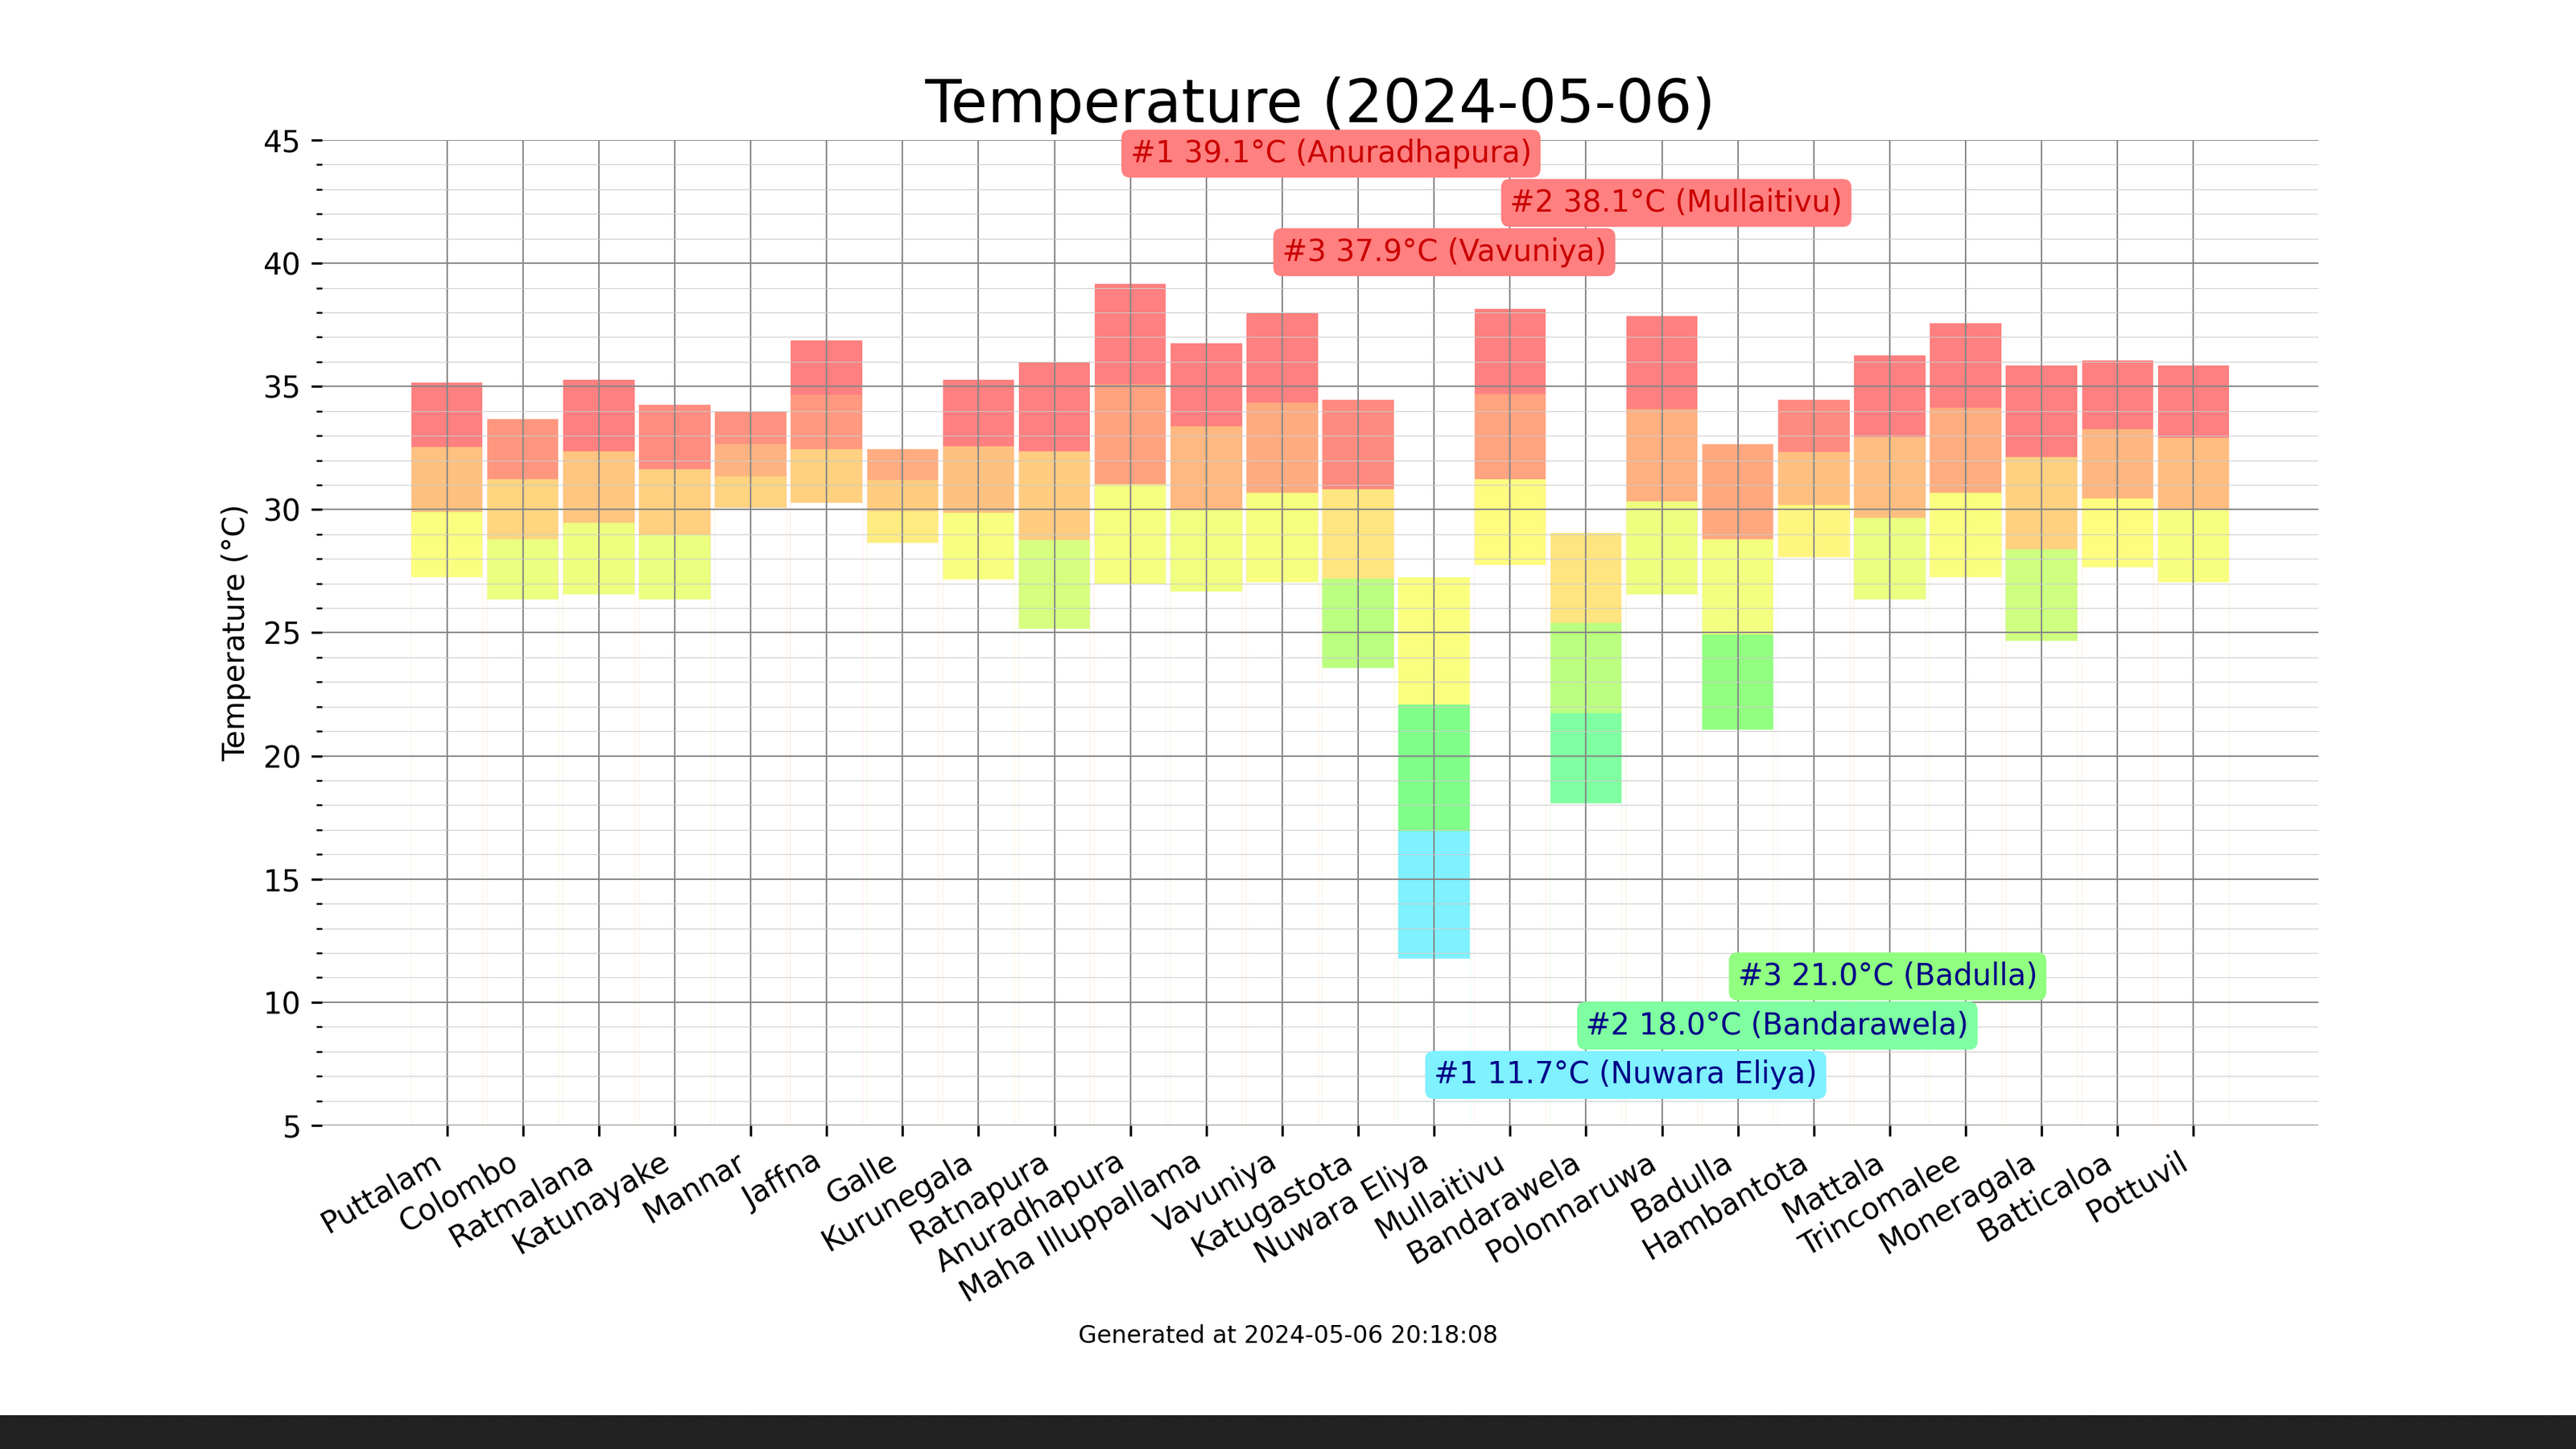 Temperature (2024-05-06)
#1 39.1°C (Anuradhapura)
#2 38.1°C (Mullaitivu)
#3 37.9°C (Vavuniya)
Temperature (°C)
45
40
35
30
25
20
15
10
5
#3 21.0°C (Badulla)
#2 18.0°C (Bandarawela)
#1 11.7°C (Nuwara Eliya)
Puttalam
Colombo
Ratmalana
Katunayake
Mannar
Jaffna
Galle
Kurunegala
Ratnapura
Anuradhapura
Maha Illuppallama
Vavuniya
Katugastota
Nuwara Eliya
Mullaitivu
Bandarawela
Polonnaruwa
Badulla
Hambantota
Mattala
Trincomalee
Moneragala
Batticaloa
Pottuvil
Generated at 2024-05-06 20:18:08